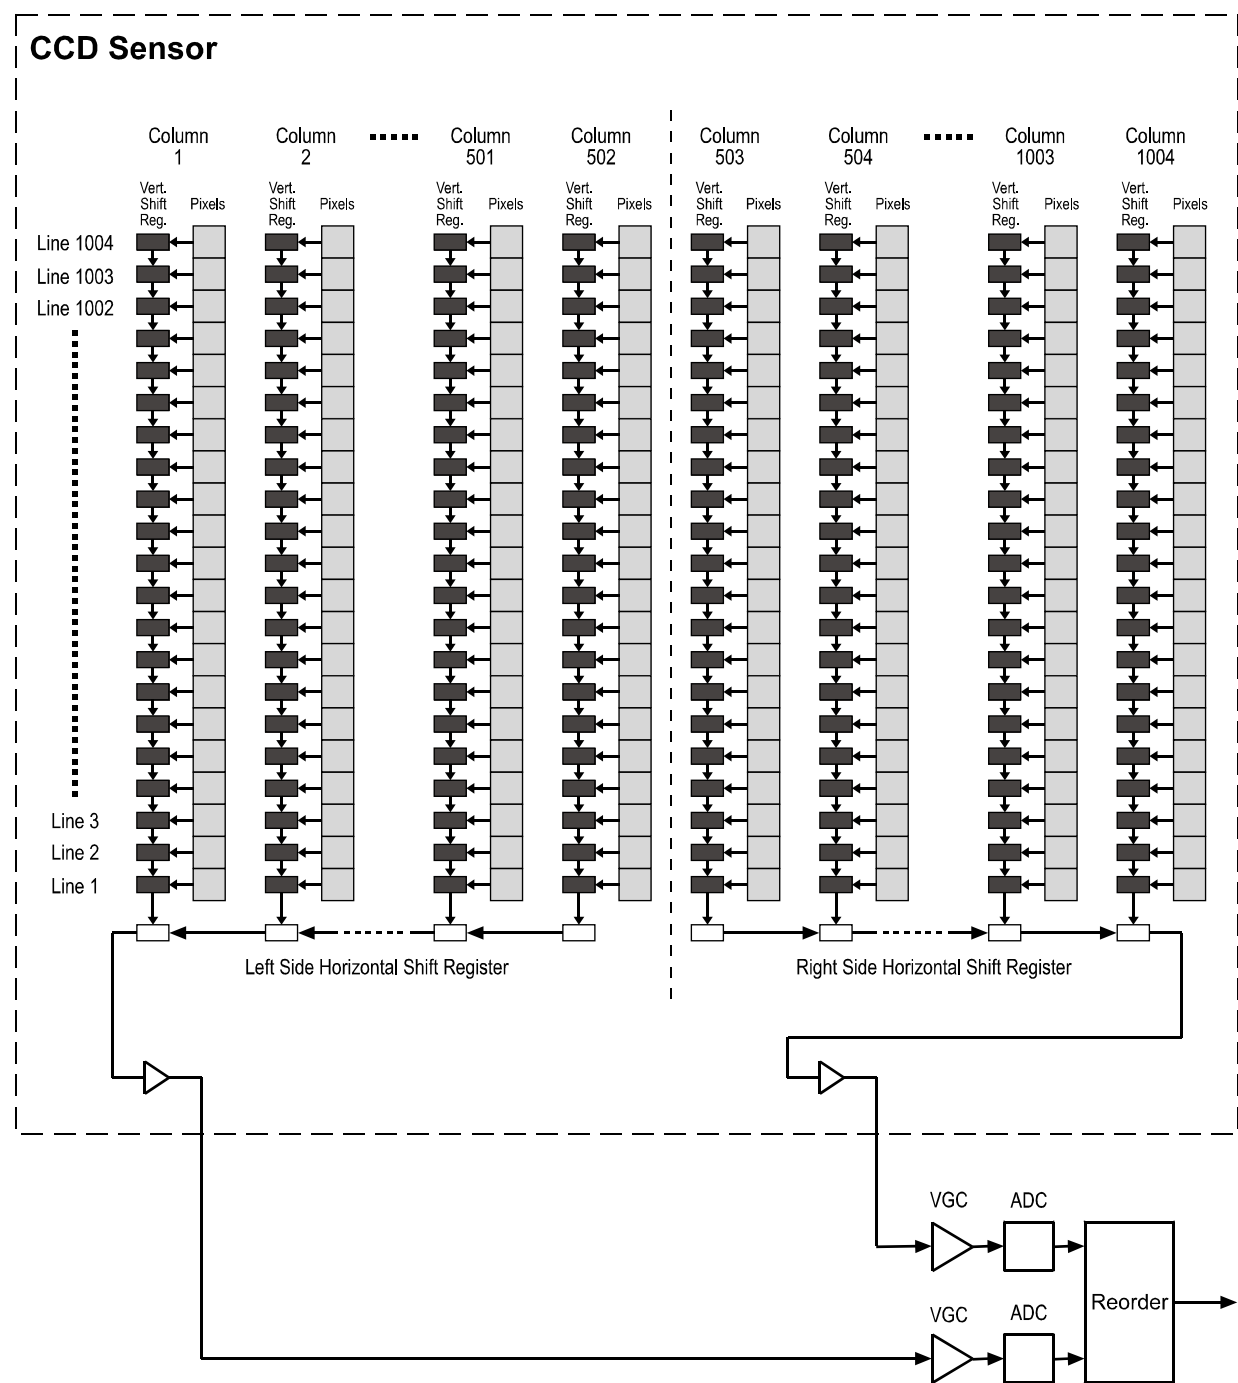 CCD Sensor
Column 1
Column 2
Column 501
Column 502
Column 503
Column 504
Column 1003
Column 1004
Vert. Shift Reg.
Pixels
Vert. Shift Reg.
Pixels
Vert. Shift Reg.
Pixels
Vert. Shift Reg.
Pixels
Vert. Shift Reg.
Pixels
Vert. Shift Reg.
Pixels
Vert. Shift Reg.
Pixels
Vert. Shift Reg.
Pixels
Line 1004
Line 1003
Line 1002
Line 3
Line 2
Line 1
Left Side Horizontal Shift Register
Right Side Horizontal Shift Register
VGC
ADC
Reorder
VGC
ADC